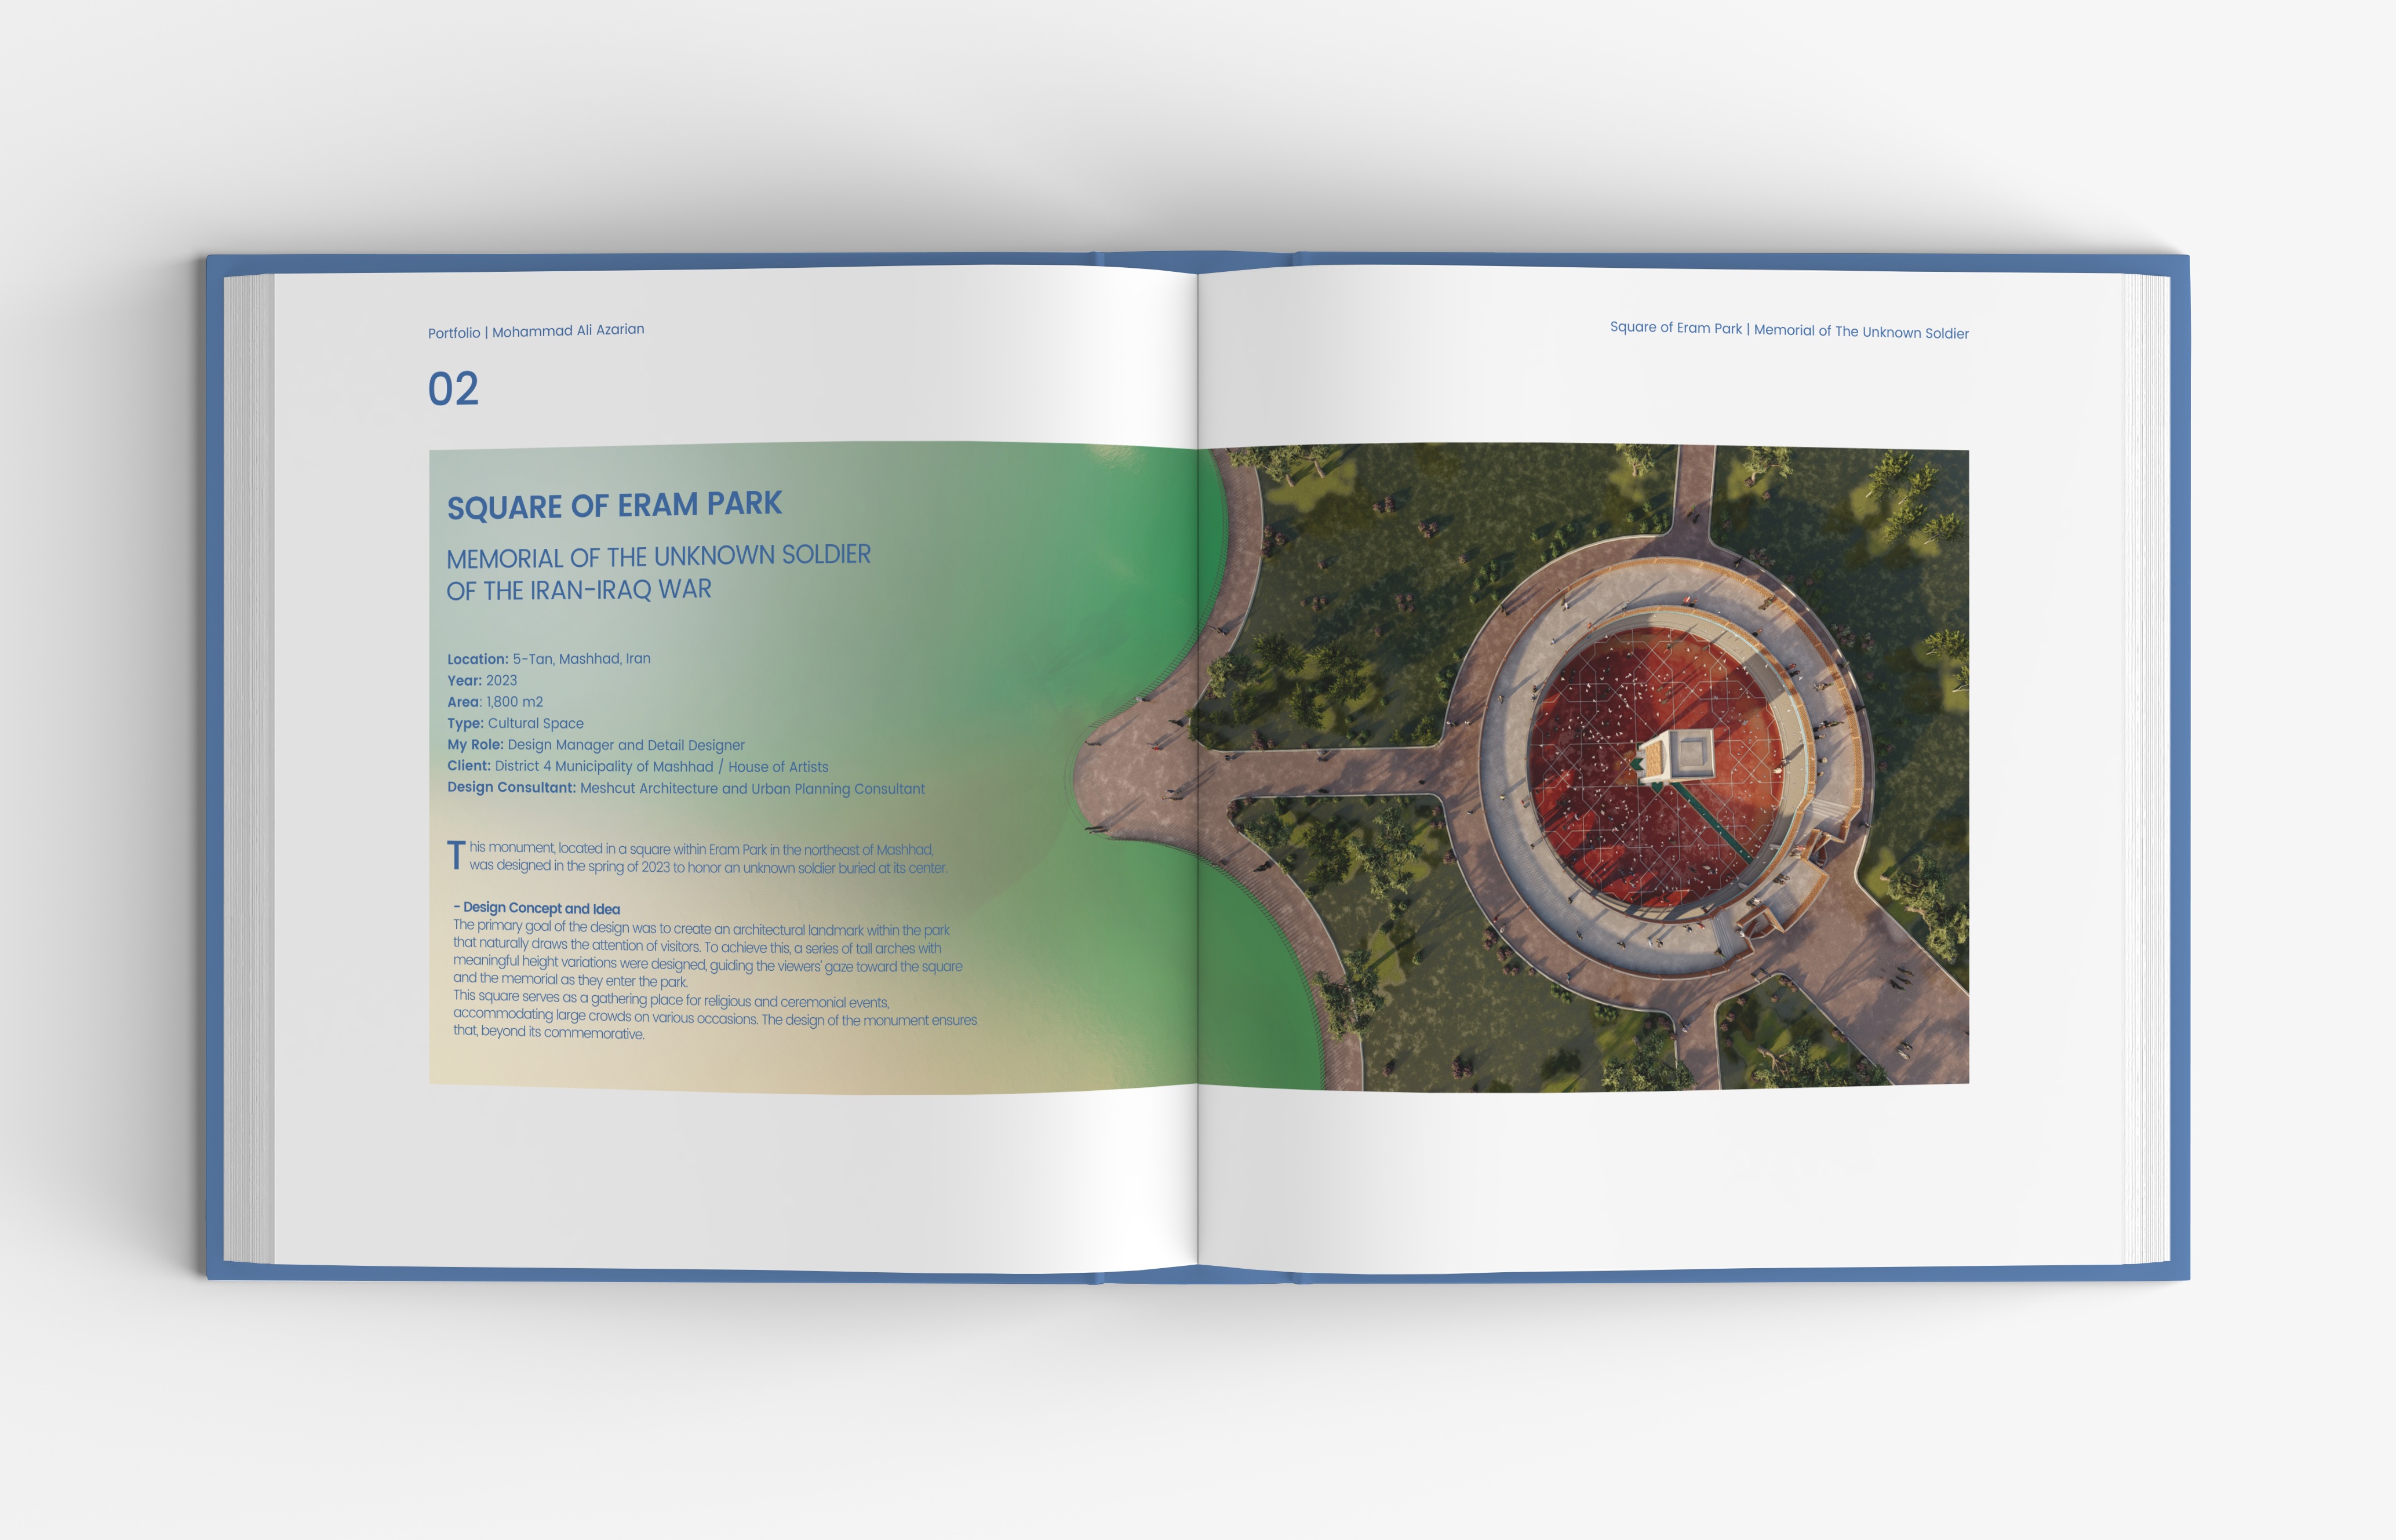 Portfolio | Mohammad Ali Azarian
02
SQUARE OF ERAM PARK
MEMORIAL OF THE UNKNOWN SOLDIER
OF THE IRAN-IRAQ WAR
Location: 5-Tan, Mashhad, Iran
Year: 2023
Area: 1,800 m2
Type: Cultural Space
My Role: Design Manager and Detail Designer
Client: District 4 Municipality of Mashhad / House of Artists
Design Consultant: Meshcut Architecture and Urban Planning Consultant
This monument, located in a square within Eram Park in the northeast of Mashhad,
was designed in the spring of 2023 to honor an unknown soldier buried at its center.
- Design Concept and Idea
The primary goal of the design was to create an architectural landmark within the park
that naturally draws the attention of visitors. To achieve this, a series of tall arches with
meaningful height variations were designed, guiding the viewers' gaze toward the square
and the memorial as they enter the park.
This square serves as a gathering place for religious and ceremonial events,
accommodating large crowds on various occasions. The design of the monument ensures
that, beyond its commemorative.
Square of Eram Park | Memorial of The Unknown Soldier